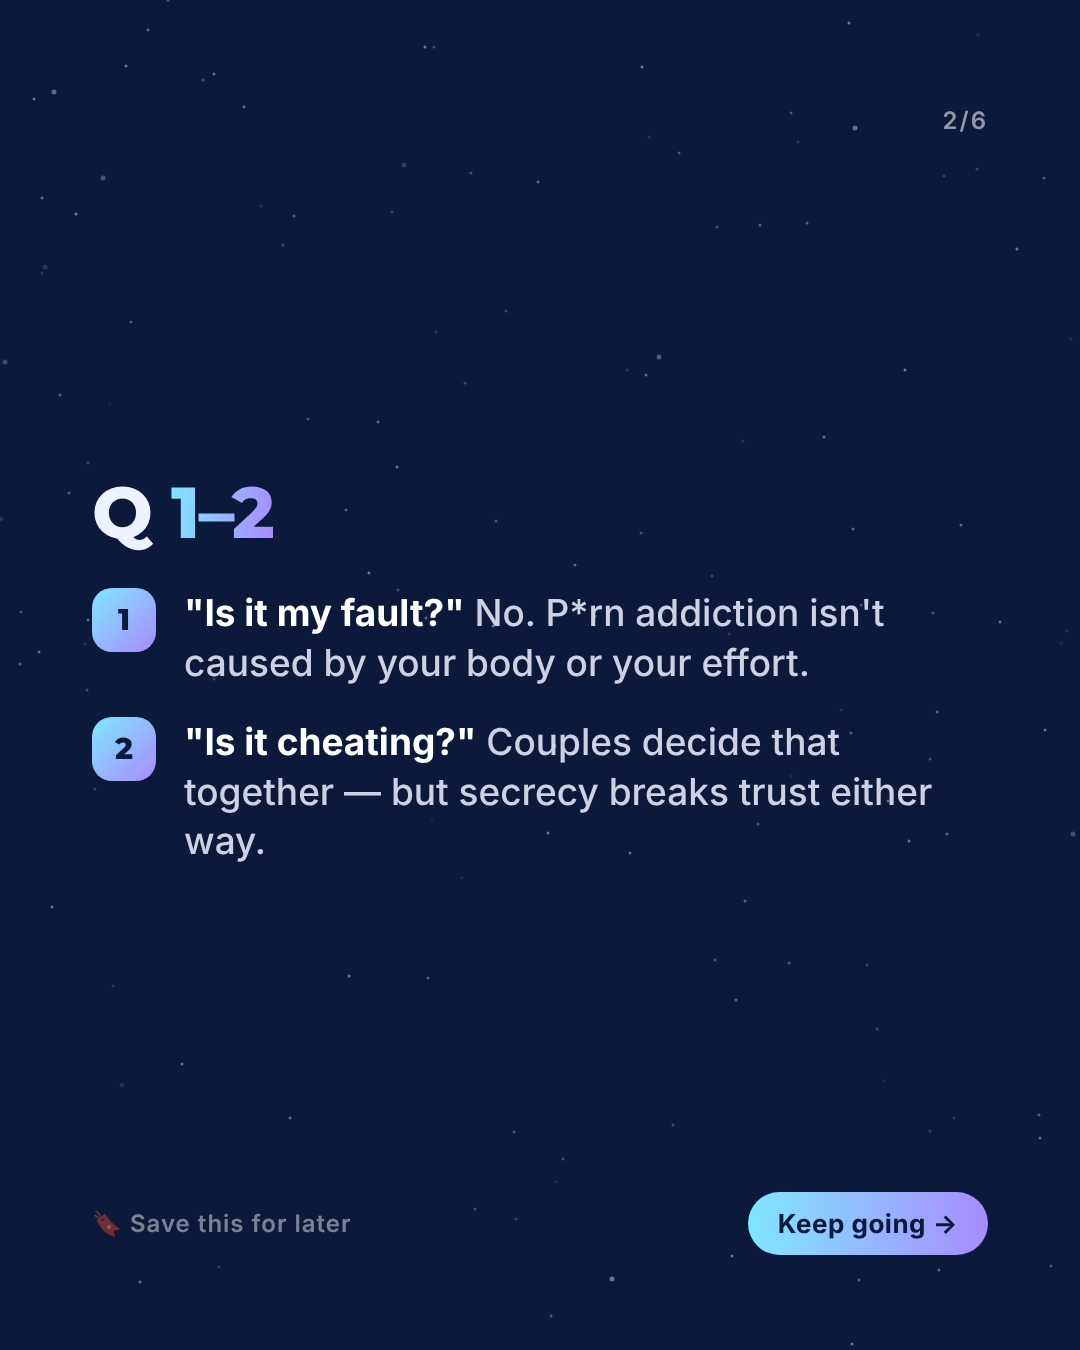 2/6
Q 1–2
1 "Is it my fault?" No. P*rn addiction isn't
caused by your body or your effort.
2 "Is it cheating?" Couples decide that
together — but secrecy breaks trust either
way.
🔖 Save this for later
Keep going →